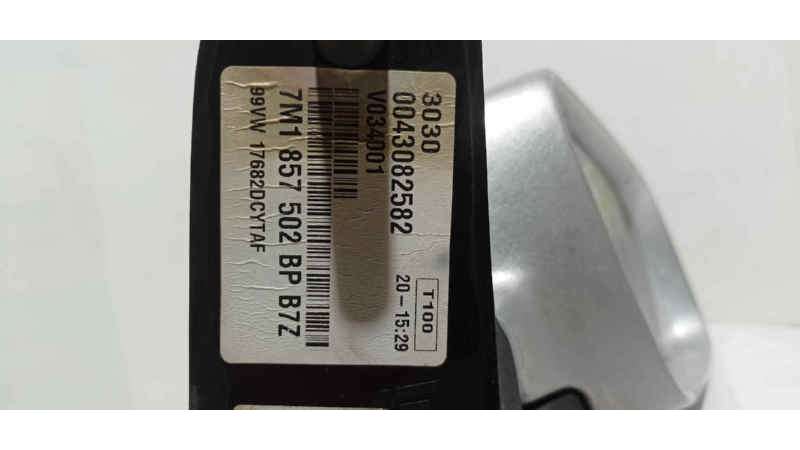 3030
0043082582
V034001
T100
20-15:29
7M1 857 502 BP B7Z
99VW 17682DCYTAF